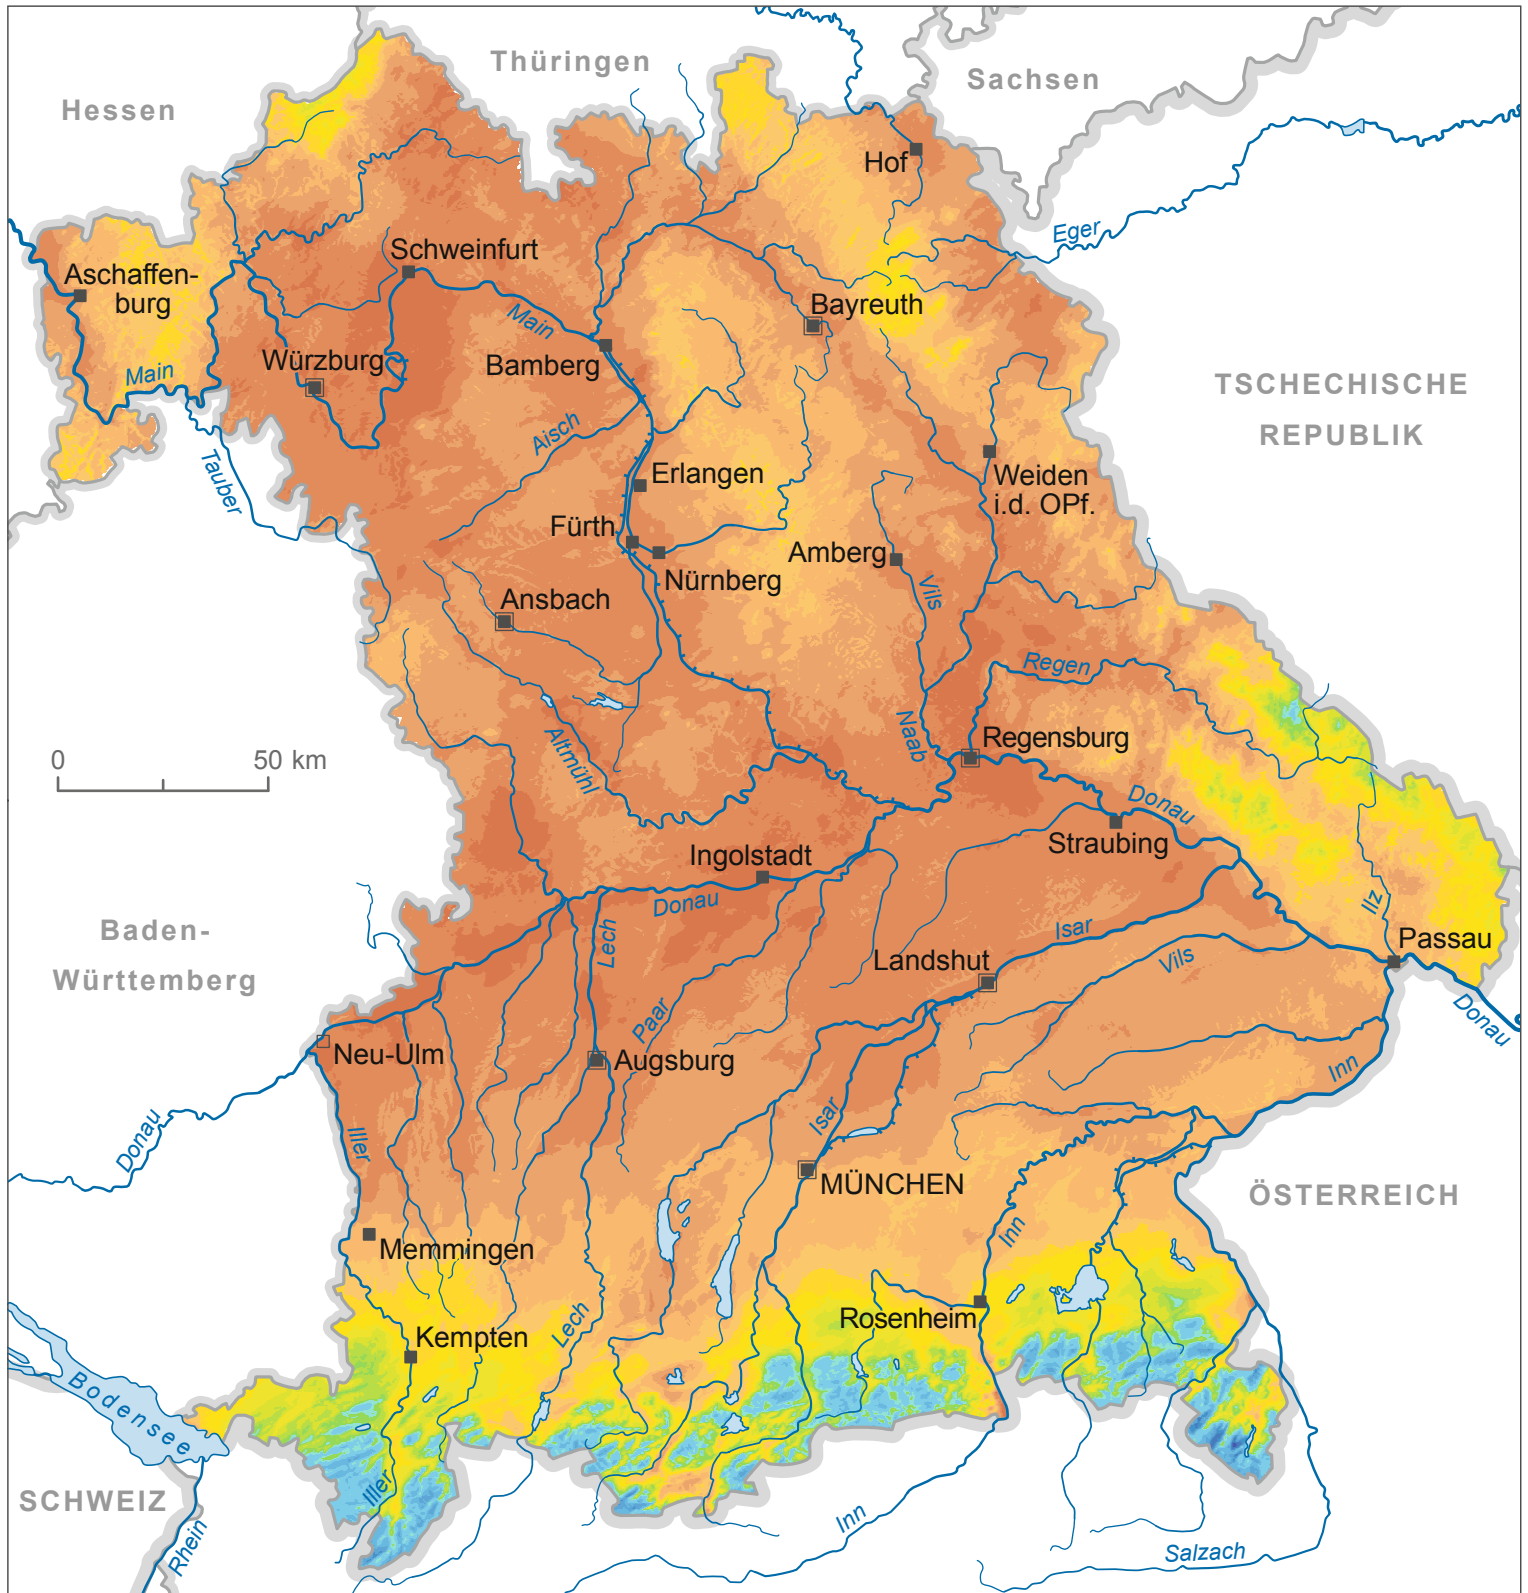 Thüringen
Sachsen
Hessen
Hof
Eger
Schweinfurt
Aschaffen-
burg
Bayreuth
Main
Würzburg
Bamberg
Main
TSCHECHISCHE
REPUBLIK
Aisch
Tauber
Erlangen
Weiden
i.d. OPf.
Fürth
Amberg
Nürnberg
Vils
Ansbach
Regen
Naab
Regensburg
Altmühl
0
50 km
Donau
Straubing
Ingolstadt
Donau
Ilz
Baden-
Württemberg
Lech
Isar
Passau
Landshut
Vils
Paar
Donau
Neu-Ulm
Augsburg
Inn
Isar
Donau
Iller
MÜNCHEN
ÖSTERREICH
Inn
Memmingen
Rosenheim
Lech
Kempten
Bodensee
Iller
SCHWEIZ
Inn
Rhein
Salzach